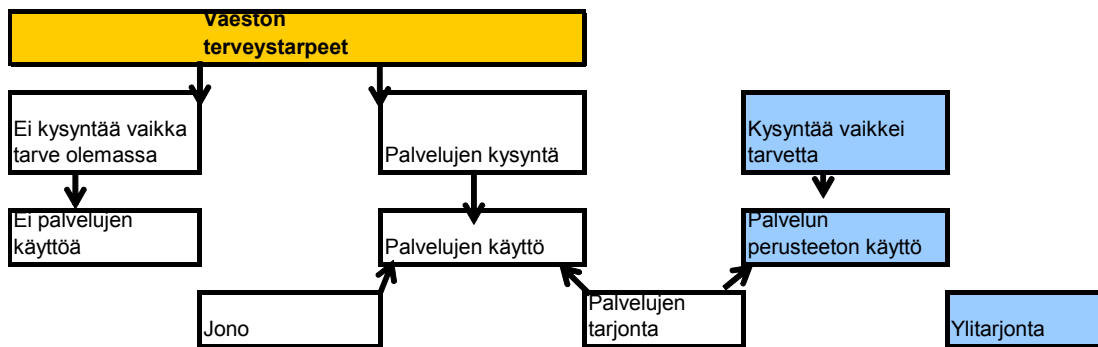 Väestön
terveystarpeet
Ei kysyntää vaikka
tarve olemassa
Palvelujen kysyntä
Kysyntää vaikkei
tarvetta
Ei palvelujen
käyttöä
Palvelujen käyttö
Palvelun
perusteeton käyttö
Jono
Palvelujen
tarjonta
Ylitarjonta